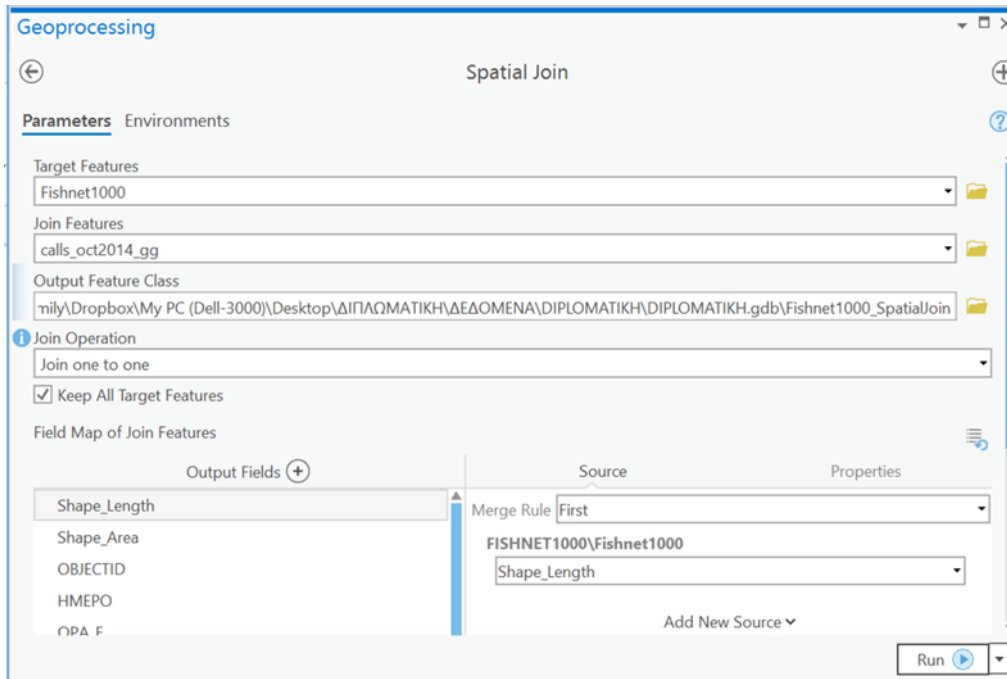 Geoprocessing
Spatial Join
Parameters Environments
Target Features
Fishnet1000
Join Features
calls_oct2014_gg
Output Feature Class
mily\Dropbox\My PC (Dell-3000)\Desktop\ΔΙΠΛΩΜΑΤΙΚΗ\ΔΕΔΟΜΕΝΑ\DIPLOMATIKH\DIPLOMATIKH.gdb\Fishnet1000_SpatialJoin
Join Operation
Join one to one
Keep All Target Features
Field Map of Join Features
Output Fields
Source Properties
Shape_Length
Merge Rule First
Shape_Area
FISHNET1000\Fishnet1000
OBJECTID
Shape_Length
HMEPO
Add New Source
Run